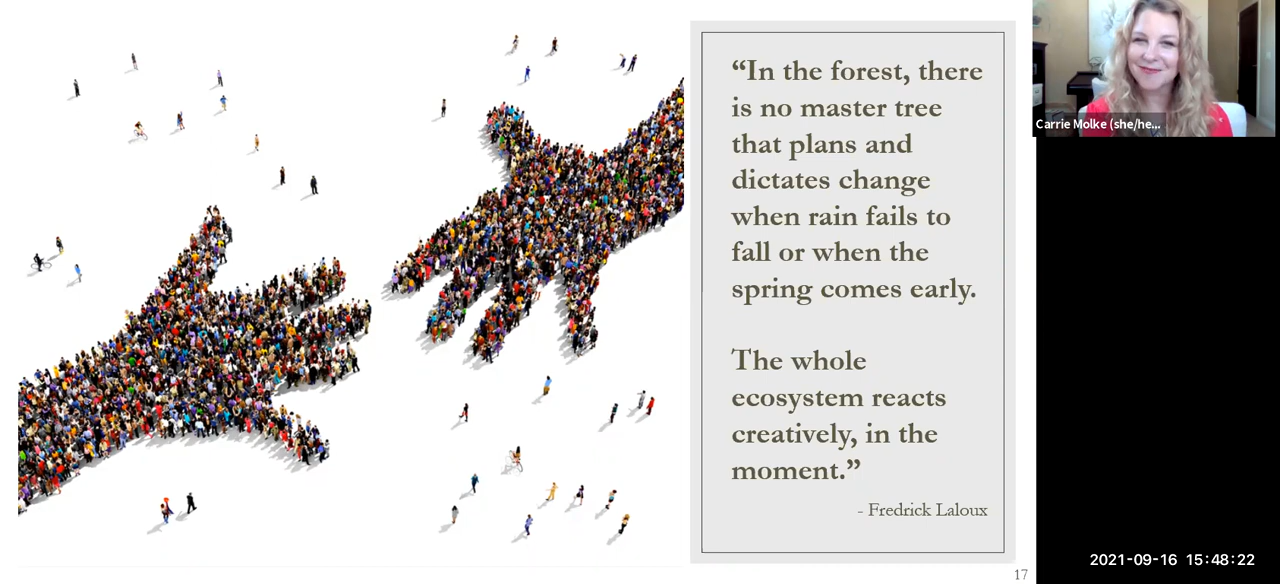 “In the forest, there
is no master tree
that plans and
dictates change
when rain fails to
fall or when the
spring comes early.
The whole
ecosystem reacts
creatively, in the
moment.”
- Fredrick Laloux
17
Carrie Molke (she/he...
2021-09-16 15:48:22